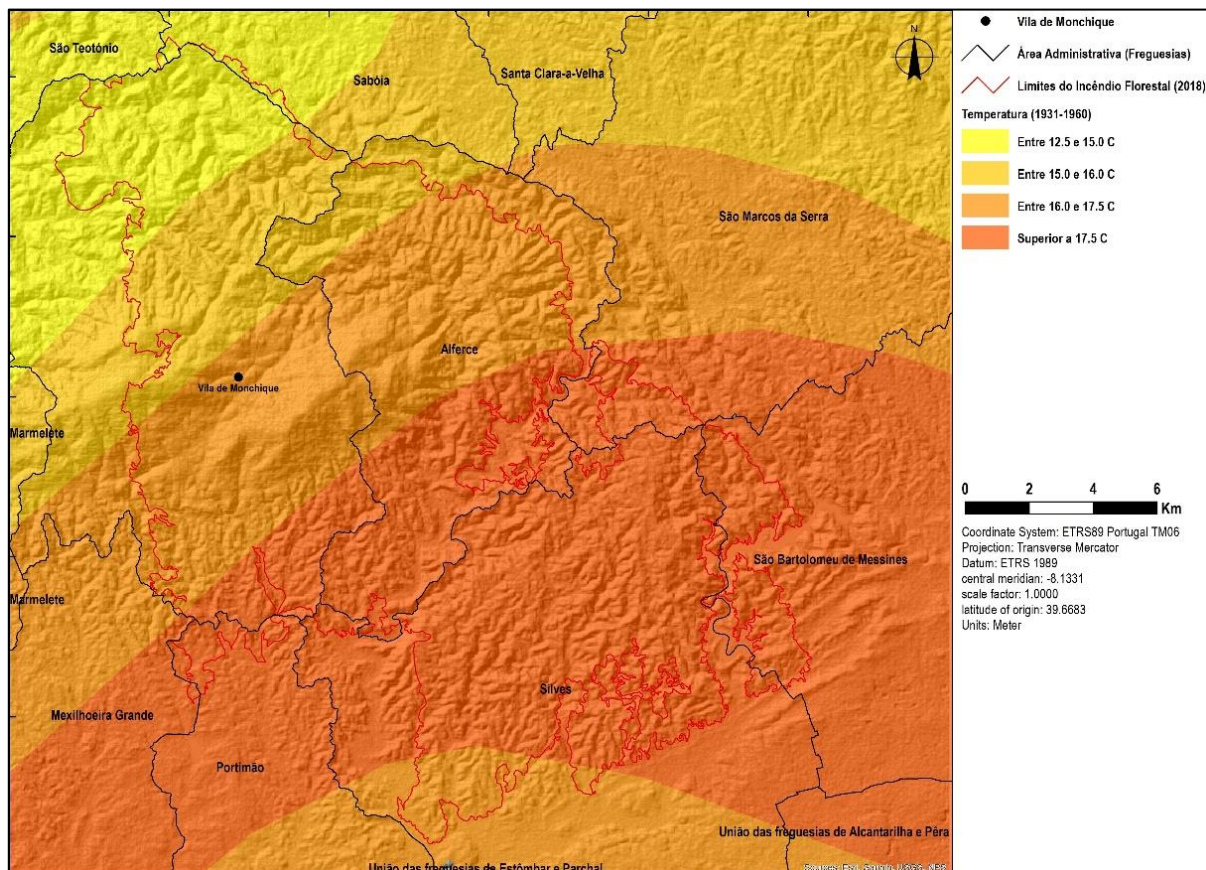 São Teotónio
Sabóia
Santa Clara-a-Velha
São Marcos da Serra
Alferce
Vila de Monchique
Marmelete
Marmelete
São Bartolomeu de Messines
Silves
Mexilhoeira Grande
Portimão
União das freguesias de Alcantarilha e Pêra
União das freguesias de Estômbar e Parchal
N
Vila de Monchique
Área Administrativa (Freguesias)
Limites do Incêndio Florestal (2018)
Temperatura (1931-1960)
Entre 12.5 e 15.0 C
Entre 15.0 e 16.0 C
Entre 16.0 e 17.5 C
Superior a 17.5 C
0 2 4 6
Km
Coordinate System: ETRS89 Portugal TM06
Projection: Transverse Mercator
Datum: ETRS 1989
central meridian: -8.1331
scale factor: 1.0000
latitude of origin: 39.6683
Units: Meter